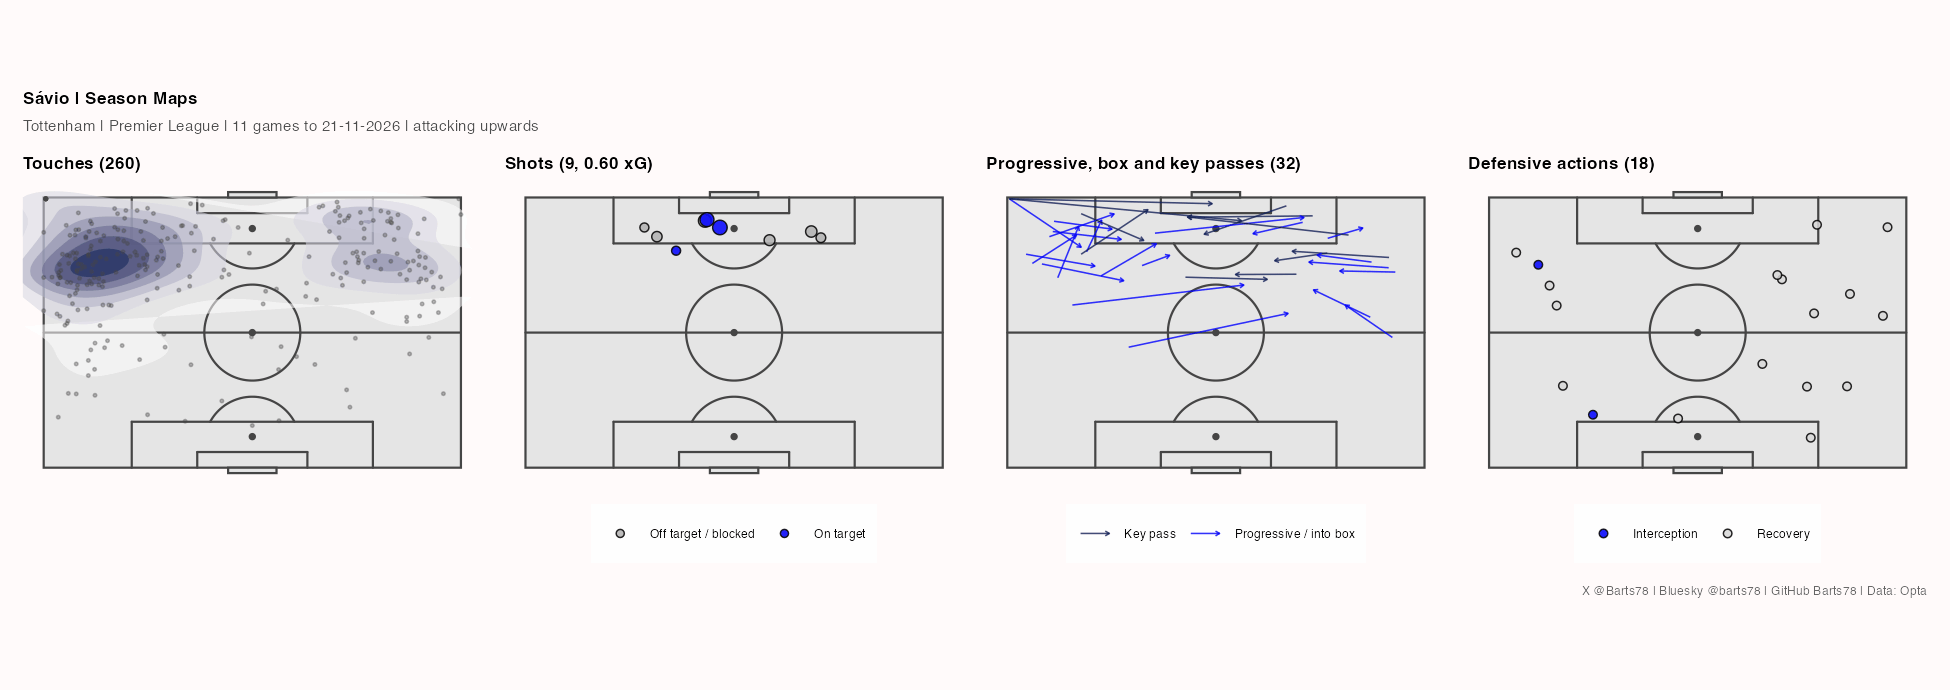 Sávio | Season Maps
Tottenham | Premier League | 11 games to 21-11-2026 | attacking upwards
Touches (260)
Shots (9, 0.60 xG)
Progressive, box and key passes (32)
Defensive actions (18)
Off target / blocked
On target
Key pass
Progressive / into box
Interception
Recovery
X @Barts78 | Bluesky @barts78 | GitHub Barts78 | Data: Opta